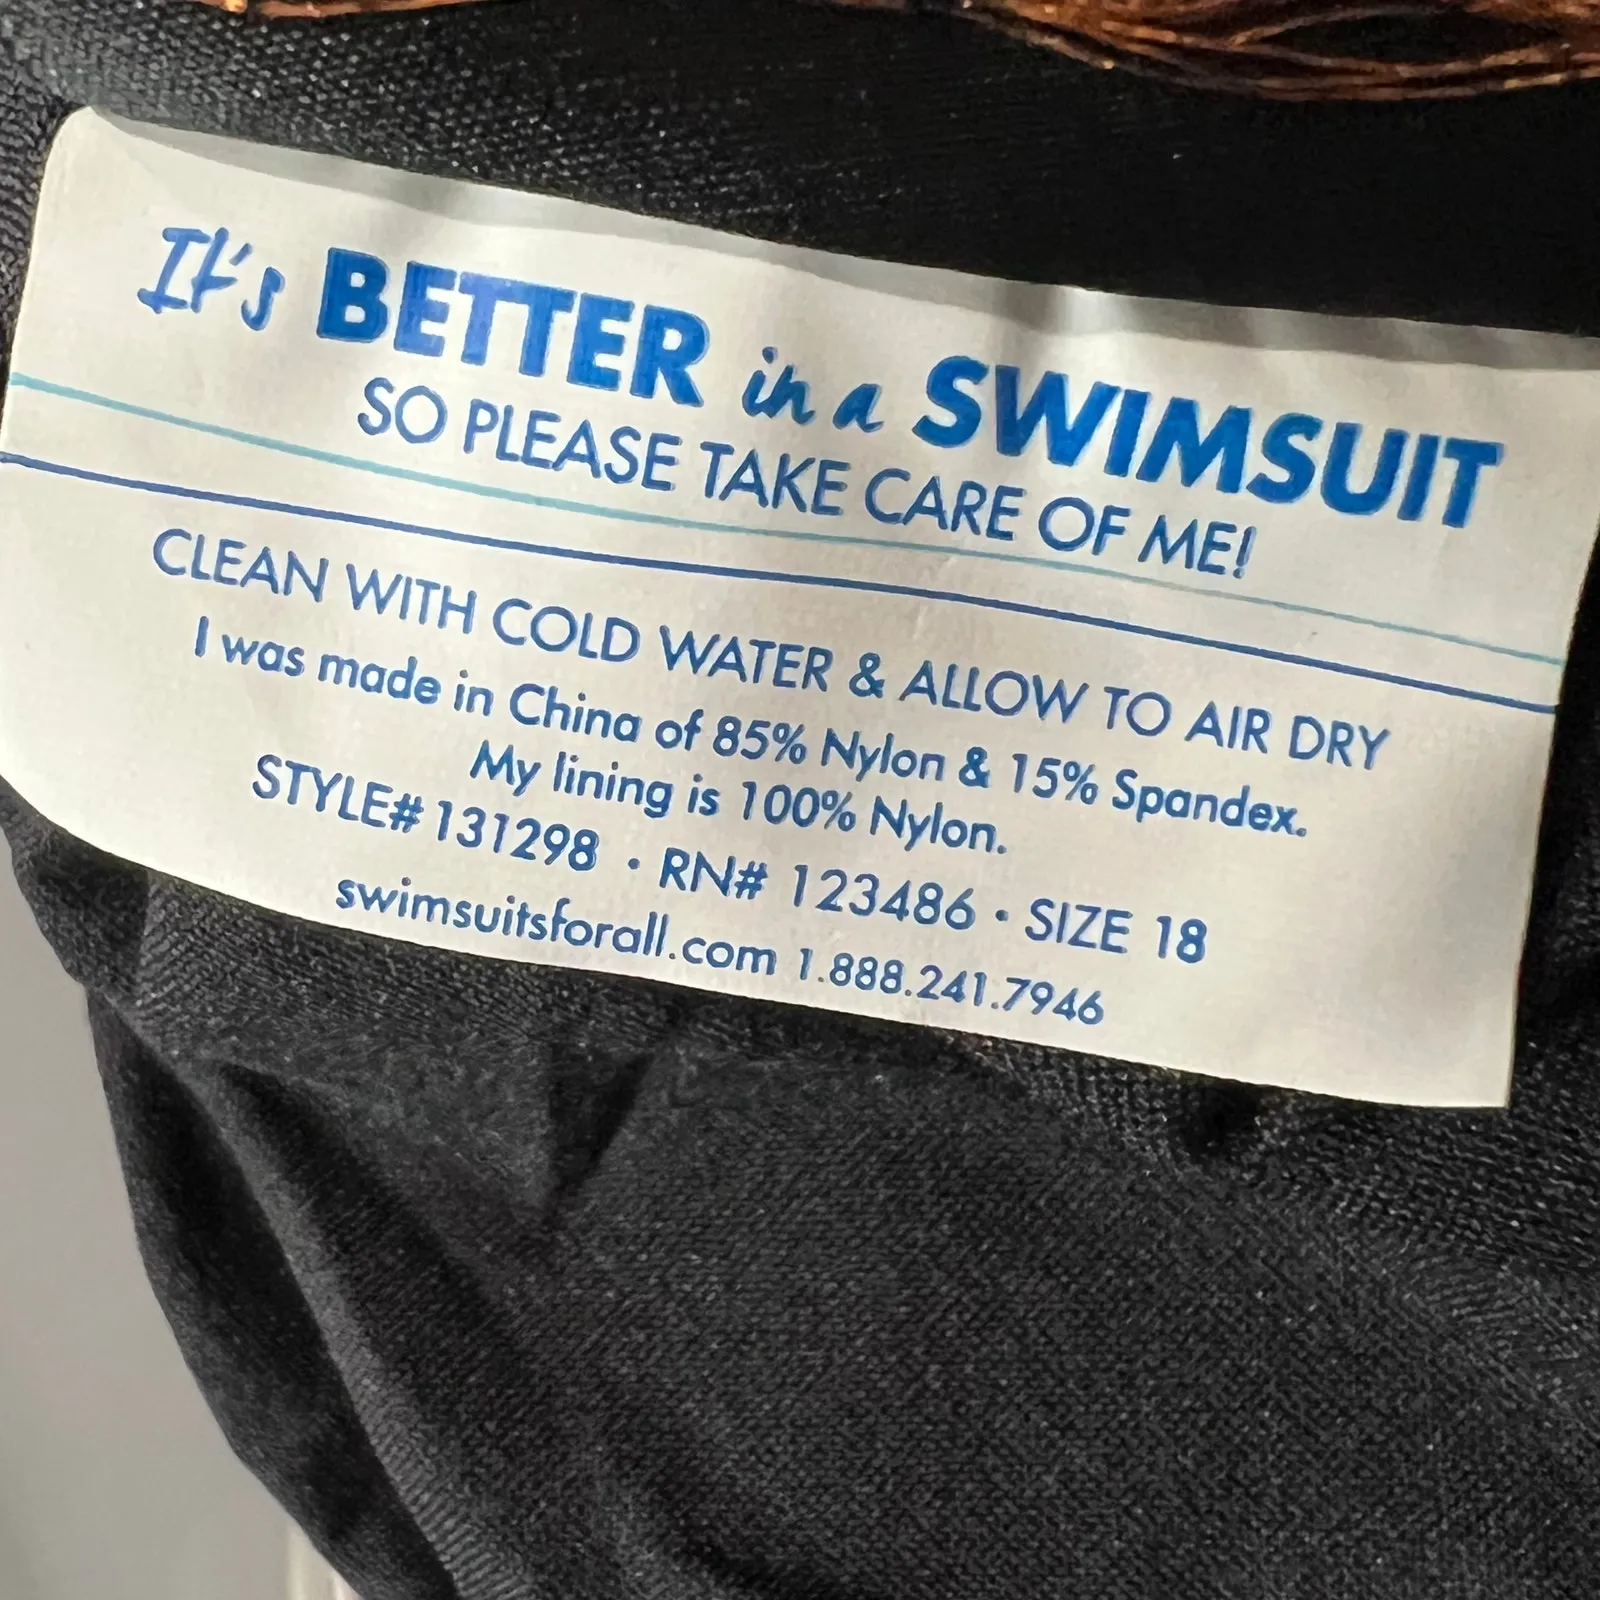 It's BETTER in a SWIMSUIT
SO PLEASE TAKE CARE OF ME!
CLEAN WITH COLD WATER & ALLOW TO AIR DRY
I was made in China of 85% Nylon & 15% Spandex.
My lining is 100% Nylon.
STYLE# 131298 · RN# 123486 · SIZE 18
swimsuitsforall.com 1.888.241.7946